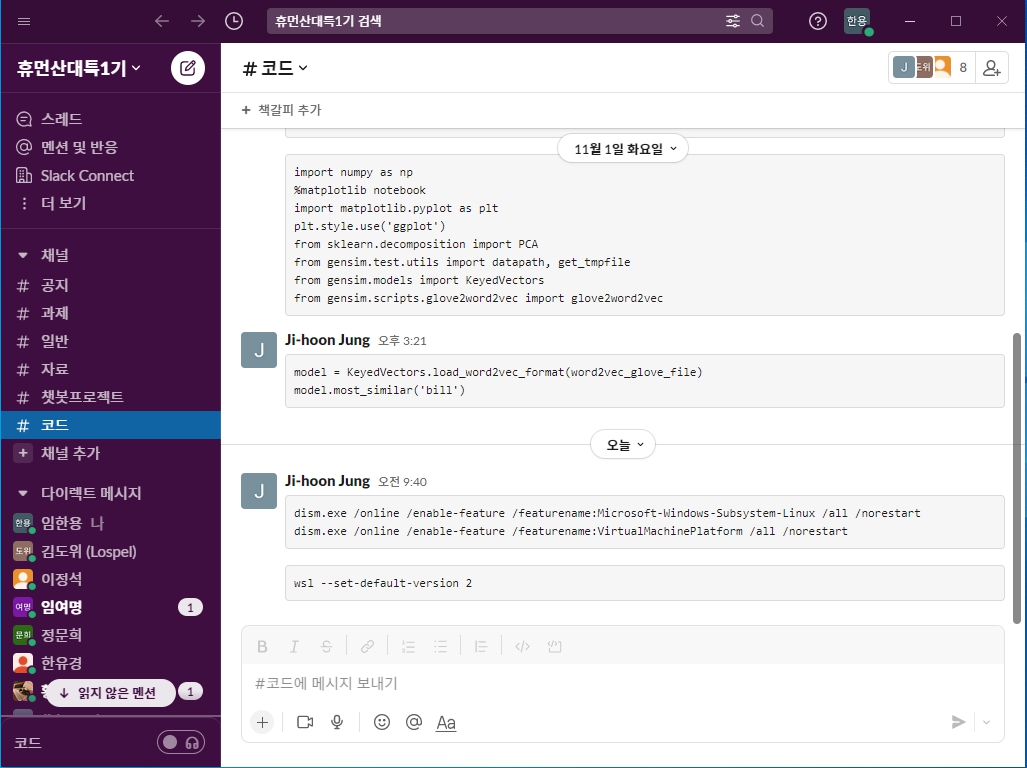 휴먼산대특1기 검색
한용
휴먼산대특1기
# 코드
J
도위
8
+ 책갈피 추가
스레드
멘션 및 반응
Slack Connect
더 보기
채널
# 공지
# 과제
# 일반
# 자료
# 챗봇프로젝트
# 코드
+ 채널 추가
다이렉트 메시지
한용 임한용 나
도위 김도위 (Lospel)
이정석
여명 임여명 1
문희 정문희
한유경
↓ 읽지 않은 멘션 1
코드
11월 1일 화요일
import numpy as np
%matplotlib notebook
import matplotlib.pyplot as plt
plt.style.use('ggplot')
from sklearn.decomposition import PCA
from gensim.test.utils import datapath, get_tmpfile
from gensim.models import KeyedVectors
from gensim.scripts.glove2word2vec import glove2word2vec
J
Ji-hoon Jung 오후 3:21
model = KeyedVectors.load_word2vec_format(word2vec_glove_file)
model.most_similar('bill')
오늘
J
Ji-hoon Jung 오전 9:40
dism.exe /online /enable-feature /featurename:Microsoft-Windows-Subsystem-Linux /all /norestart
dism.exe /online /enable-feature /featurename:VirtualMachinePlatform /all /norestart
wsl --set-default-version 2
B I S
#코드에 메시지 보내기
Aa